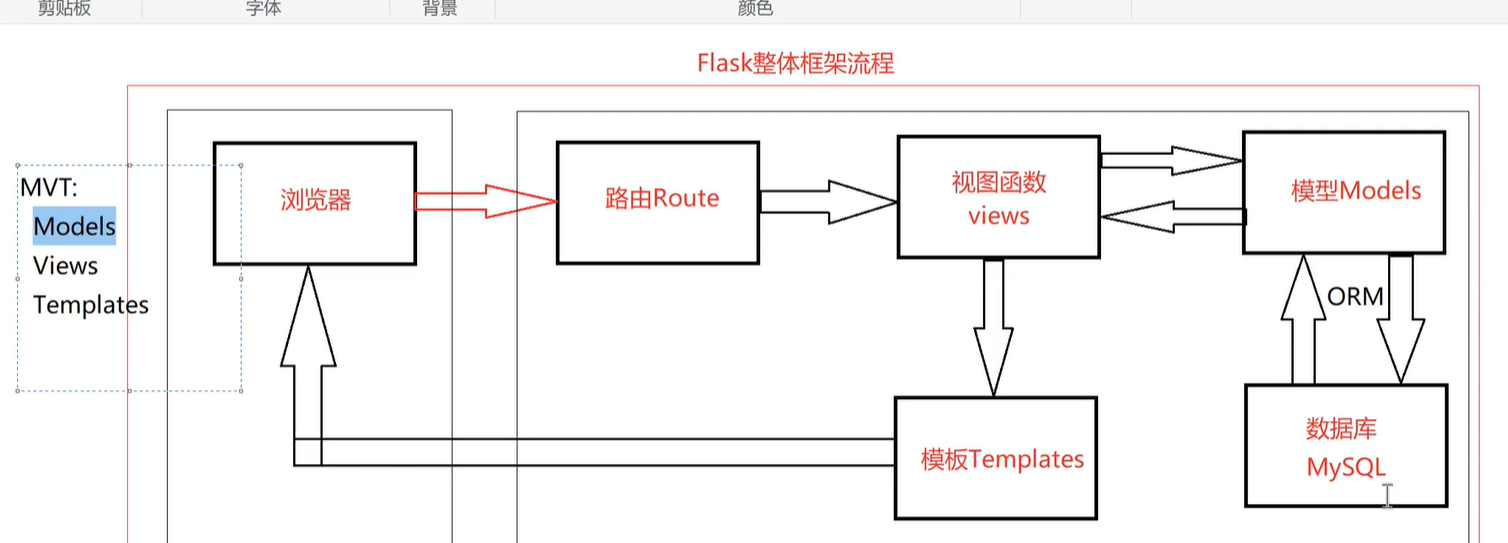 剪贴板 字体 背景 颜色
Flask整体框架流程
MVT:
Models
Views
Templates
浏览器
路由Route
视图函数
views
模型Models
ORM
模板Templates
数据库
MySQL